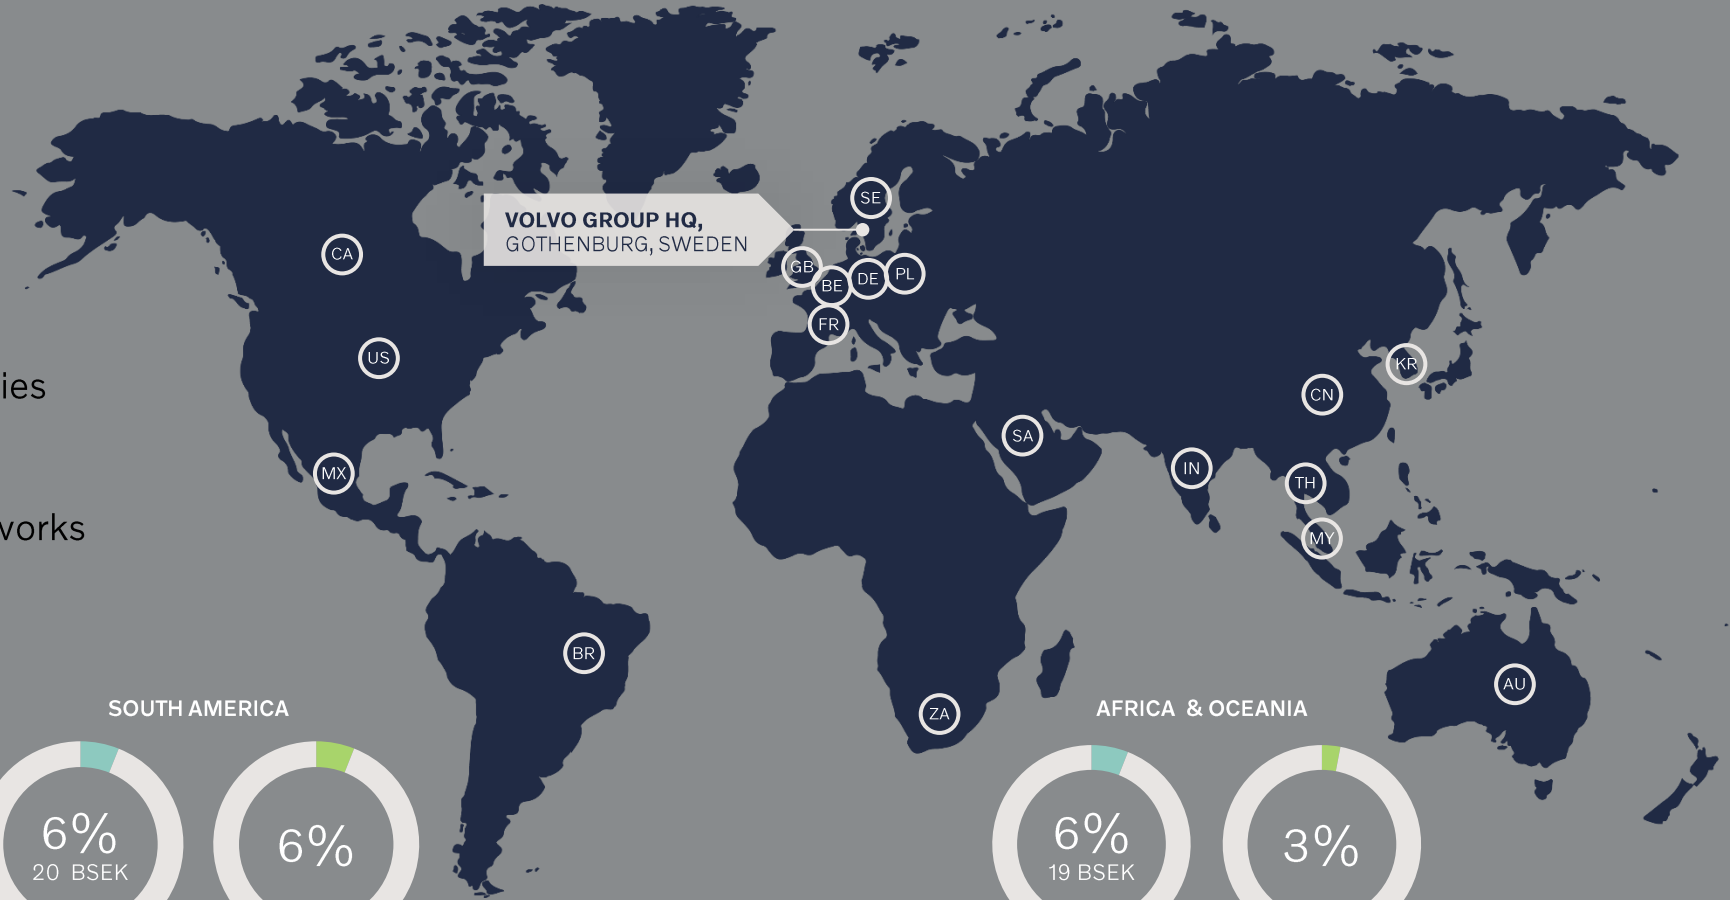 SE
VOLVO GROUP HQ,
GOTHENBURG, SWEDEN
CA
GB
BE
DE
PL
FR
US
KR
ies
CN
SA
MX
IN
TH
vorks
MY
BR
AU
SOUTH AMERICA
ZA
AFRICA & OCEANIA
6%
20 BSEK
6%
6%
19 BSEK
3%